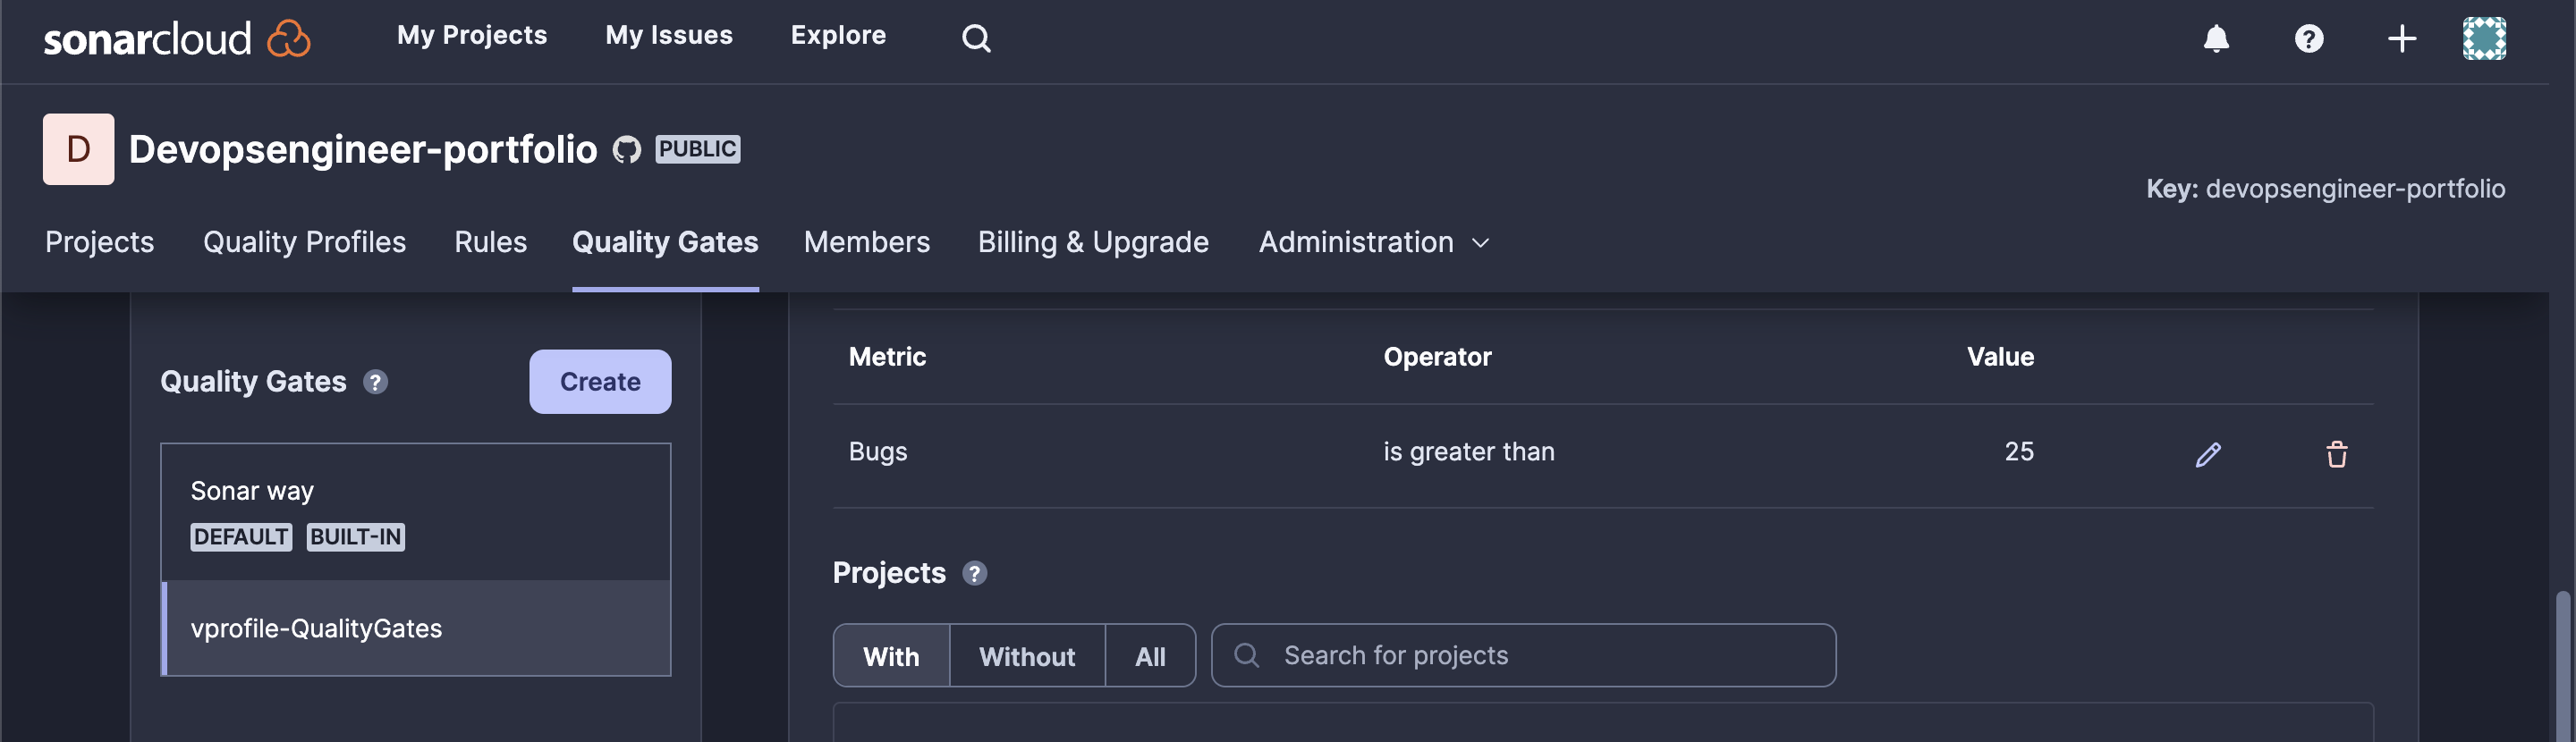 sonarcloud My Projects My Issues Explore
D Devopsengineer-portfolio PUBLIC
Key: devopsengineer-portfolio
Projects Quality Profiles Rules Quality Gates Members Billing & Upgrade Administration
Quality Gates ? Create
Sonar way
DEFAULT BUILT-IN
vprofile-QualityGates
Metric Operator Value
Bugs is greater than 25
Projects ?
With Without All Search for projects